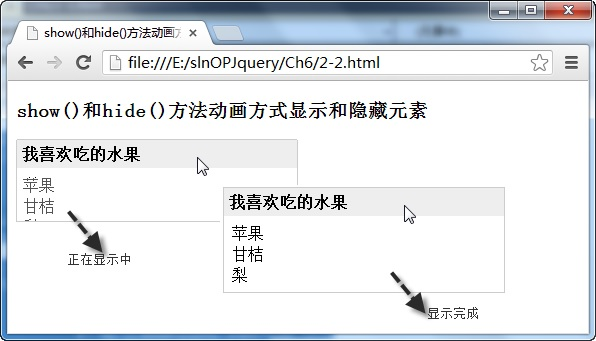 show()和hide()方法动画方
file:///E:/slnOPJquery/Ch6/2-2.html
show()和hide()方法动画方式显示和隐藏元素
我喜欢吃的水果
苹果
甘桔
正在显示中
我喜欢吃的水果
苹果
甘桔
梨
显示完成